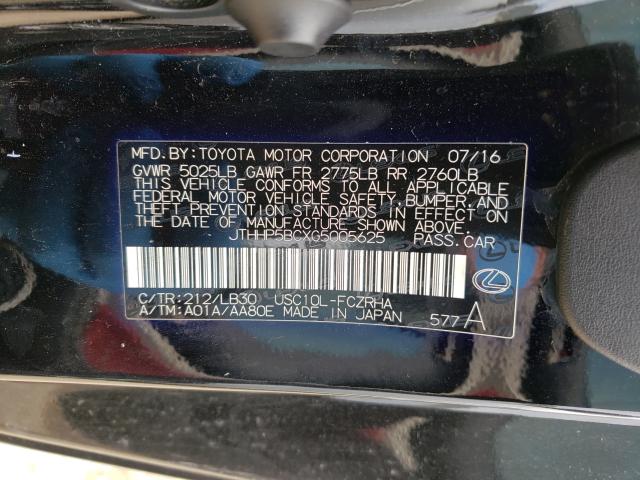 MFD.BY:TOYOTA MOTOR CORPORATION 07/16
GVWR 5025LB GAWR FR 2775LB RR 2760LB
THIS VEHICLE CONFORMS TO ALL APPLICABLE
FEDERAL MOTOR VEHICLE SAFETY,BUMPER,AND
THEFT PREVENTION STANDARDS IN EFFECT ON
THE DATE OF MANUFACTURE SHOWN ABOVE.
JTHHP5BCXG5005625 PASS.CAR
C/TR:212/LB30 USC10L-FCZRHA
A/TM:A01A/AA80E MADE IN JAPAN 577A